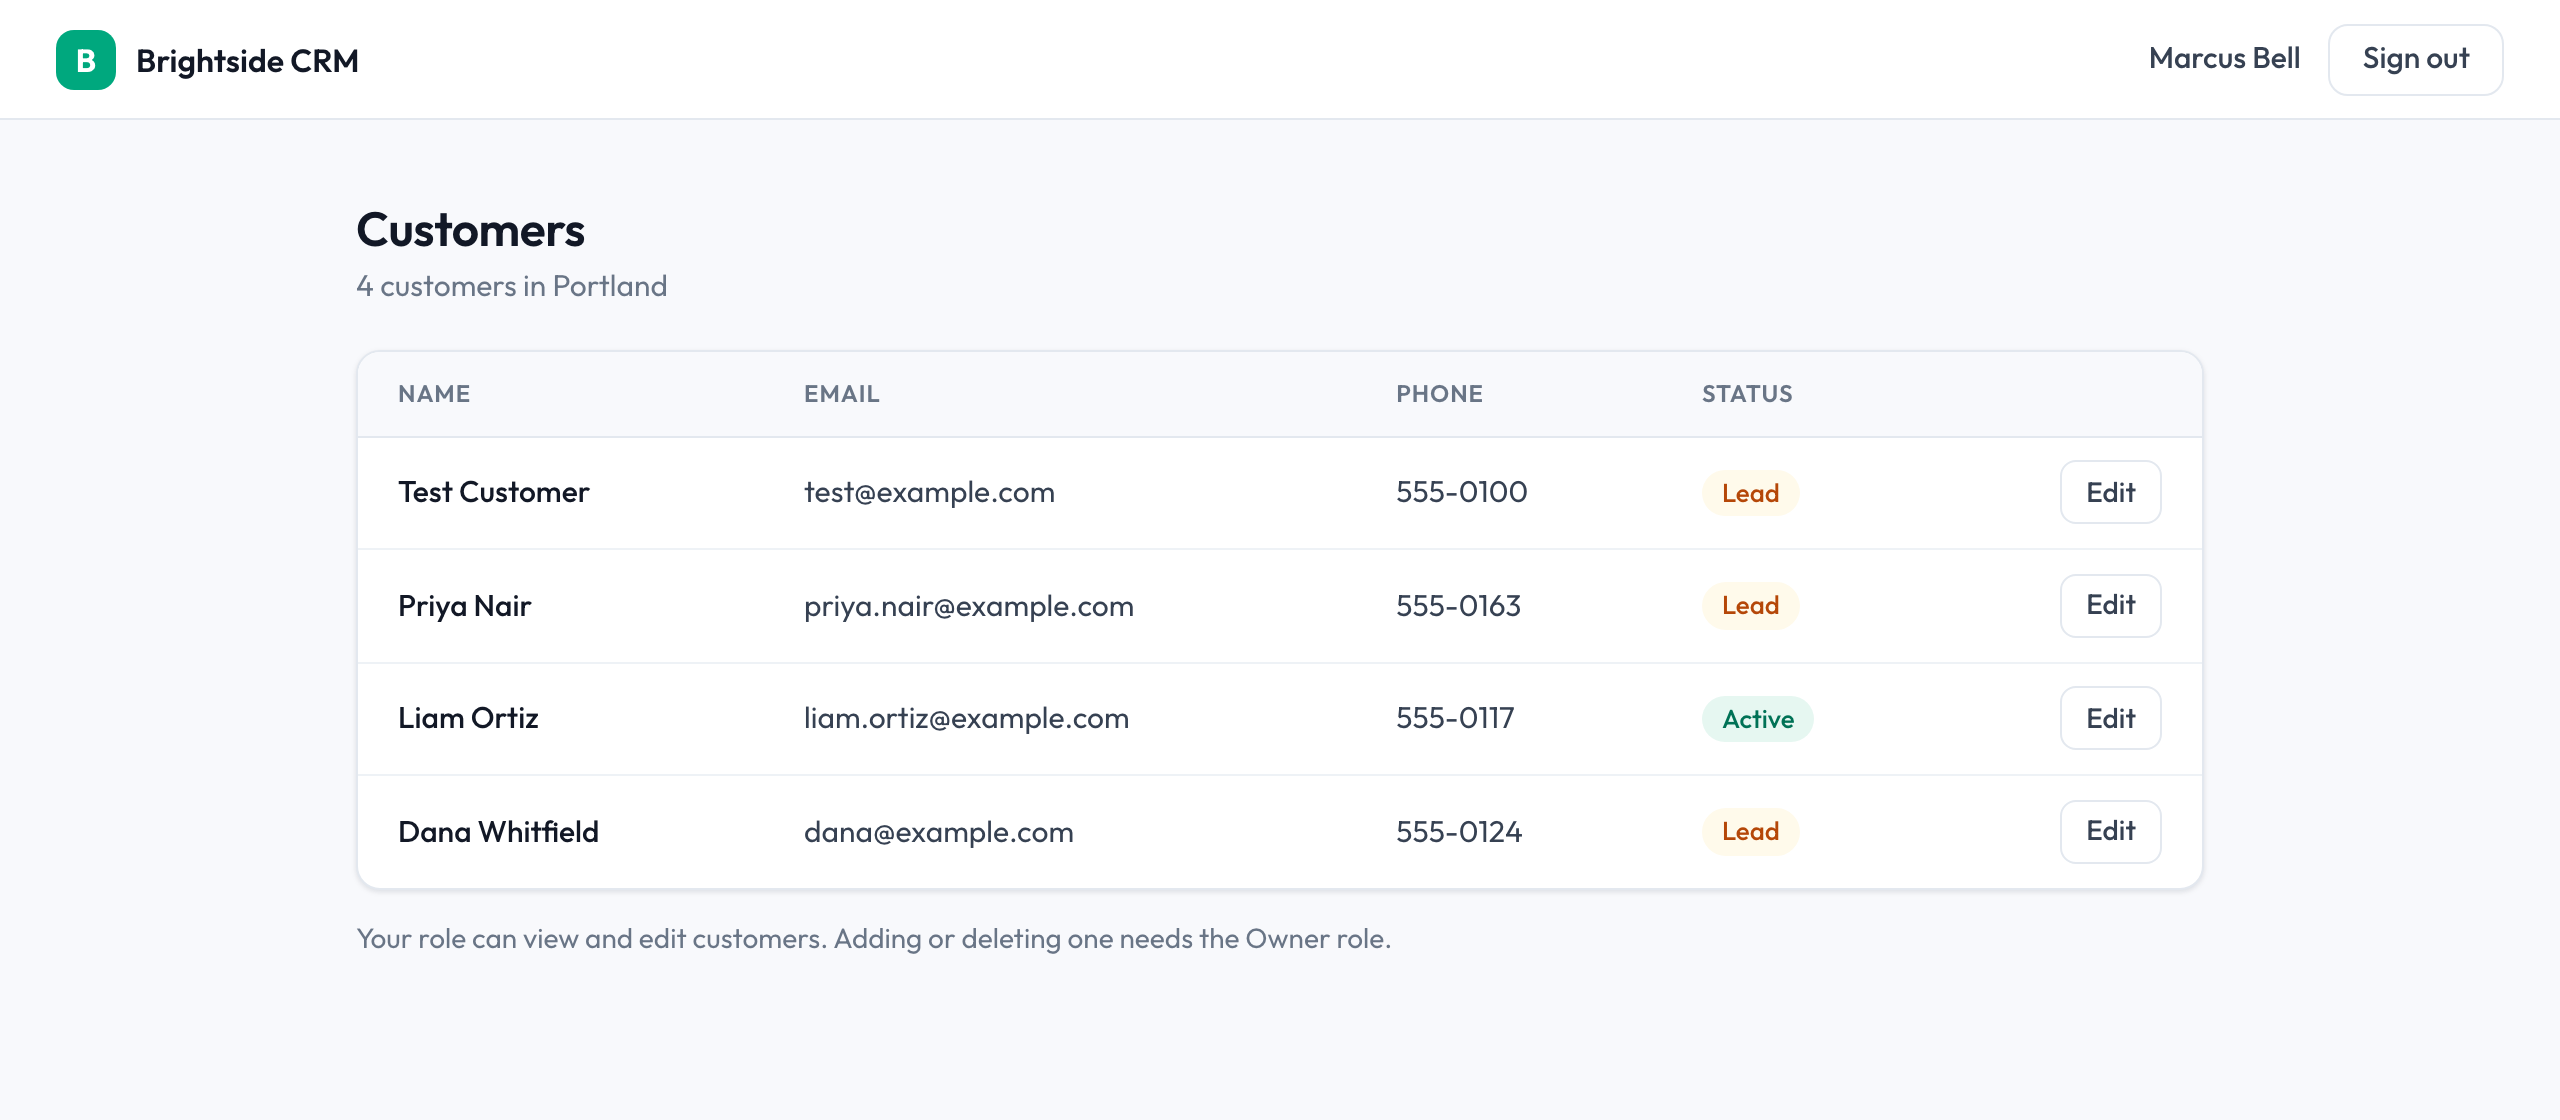 B Brightside CRM Marcus Bell Sign out
Customers
4 customers in Portland
NAME EMAIL PHONE STATUS
Test Customer test@example.com 555-0100 Lead Edit
Priya Nair priya.nair@example.com 555-0163 Lead Edit
Liam Ortiz liam.ortiz@example.com 555-0117 Active Edit
Dana Whitfield dana@example.com 555-0124 Lead Edit
Your role can view and edit customers. Adding or deleting one needs the Owner role.